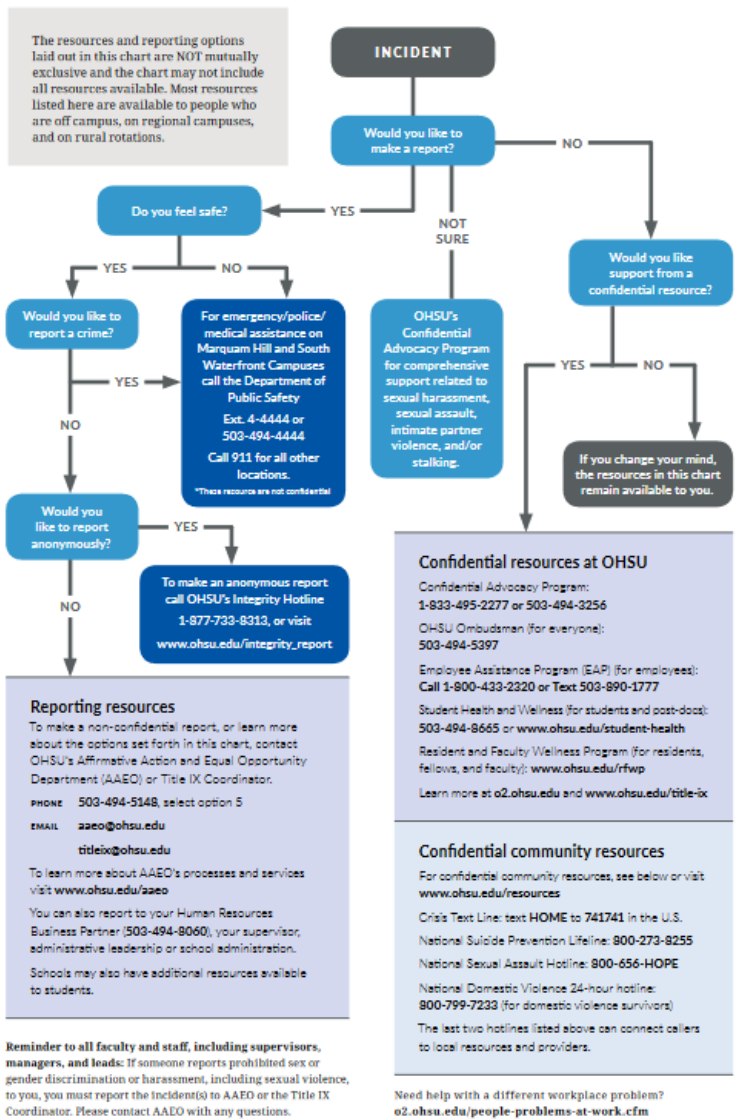 The resources and reporting options
laid out in this chart are NOT mutually
exclusive and the chart may not include
all resources available. Most resources
listed here are available to people who
are off campus, on regional campuses,
and on rural rotations.
INCIDENT
Would you like to
make a report?
NO
YES
NOT
SURE
Do you feel safe?
YES
NO
Would you like
support from a
confidential resource?
Would you like to
report a crime?
YES
NO
For emergency/police/
medical assistance on
Marquam Hill and South
Waterfront Campuses
call the Department of
Public Safety
Ext. 4-4444 or
503-494-4444
Call 911 for all other
locations.
*These resource are not confidential
OHSU's
Confidential
Advocacy Program
for comprehensive
support related to
sexual harassment,
sexual assault,
intimate partner
violence, and/or
stalking.
YES
NO
If you change your mind,
the resources in this chart
remain available to you.
Would you
like to report
anonymously?
YES
NO
To make an anonymous report
call OHSU's Integrity Hotline
1-877-733-8313, or visit
www.ohsu.edu/integrity_report
Reporting resources
To make a non-confidential report, or learn more
about the options set forth in this chart, contact
OHSU's Affirmative Action and Equal Opportunity
Department (AAEO) or Title IX Coordinator.
PHONE 503-494-5148, select option 5
EMAIL aaeo@ohsu.edu
titleix@ohsu.edu
To learn more about AAEO's processes and services
visit www.ohsu.edu/aaeo
You can also report to your Human Resources
Business Partner (503-494-8060), your supervisor,
administrative leadership or school administration.
Schools may also have additional resources available
to students.
Reminder to all faculty and staff, including supervisors,
managers, and leads: If someone reports prohibited sex or
gender discrimination or harassment, including sexual violence,
to you, you must report the incident(s) to AAEO or the Title IX
Coordinator. Please contact AAEO with any questions.
Confidential resources at OHSU
Confidential Advocacy Program:
1-833-495-2277 or 503-494-3256
OHSU Ombudsman (for everyone):
503-494-5397
Employee Assistance Program (EAP) (for employees):
Call 1-800-433-2320 or Text 503-890-1777
Student Health and Wellness (for students and post-docs):
503-494-8665 or www.ohsu.edu/student-health
Resident and Faculty Wellness Program (for residents,
fellows, and faculty): www.ohsu.edu/rfwp
Learn more at o2.ohsu.edu and www.ohsu.edu/title-ix
Confidential community resources
For confidential community resources, see below or visit
www.ohsu.edu/resources
Crisis Text Line: text HOME to 741741 in the U.S.
National Suicide Prevention Lifeline: 800-273-8255
National Sexual Assault Hotline: 800-656-HOPE
National Domestic Violence 24-hour hotline:
800-799-7233 (for domestic violence survivors)
The last two hotlines listed above can connect callers
to local resources and providers.
Need help with a different workplace problem?
o2.ohsu.edu/people-problems-at-work.cfm